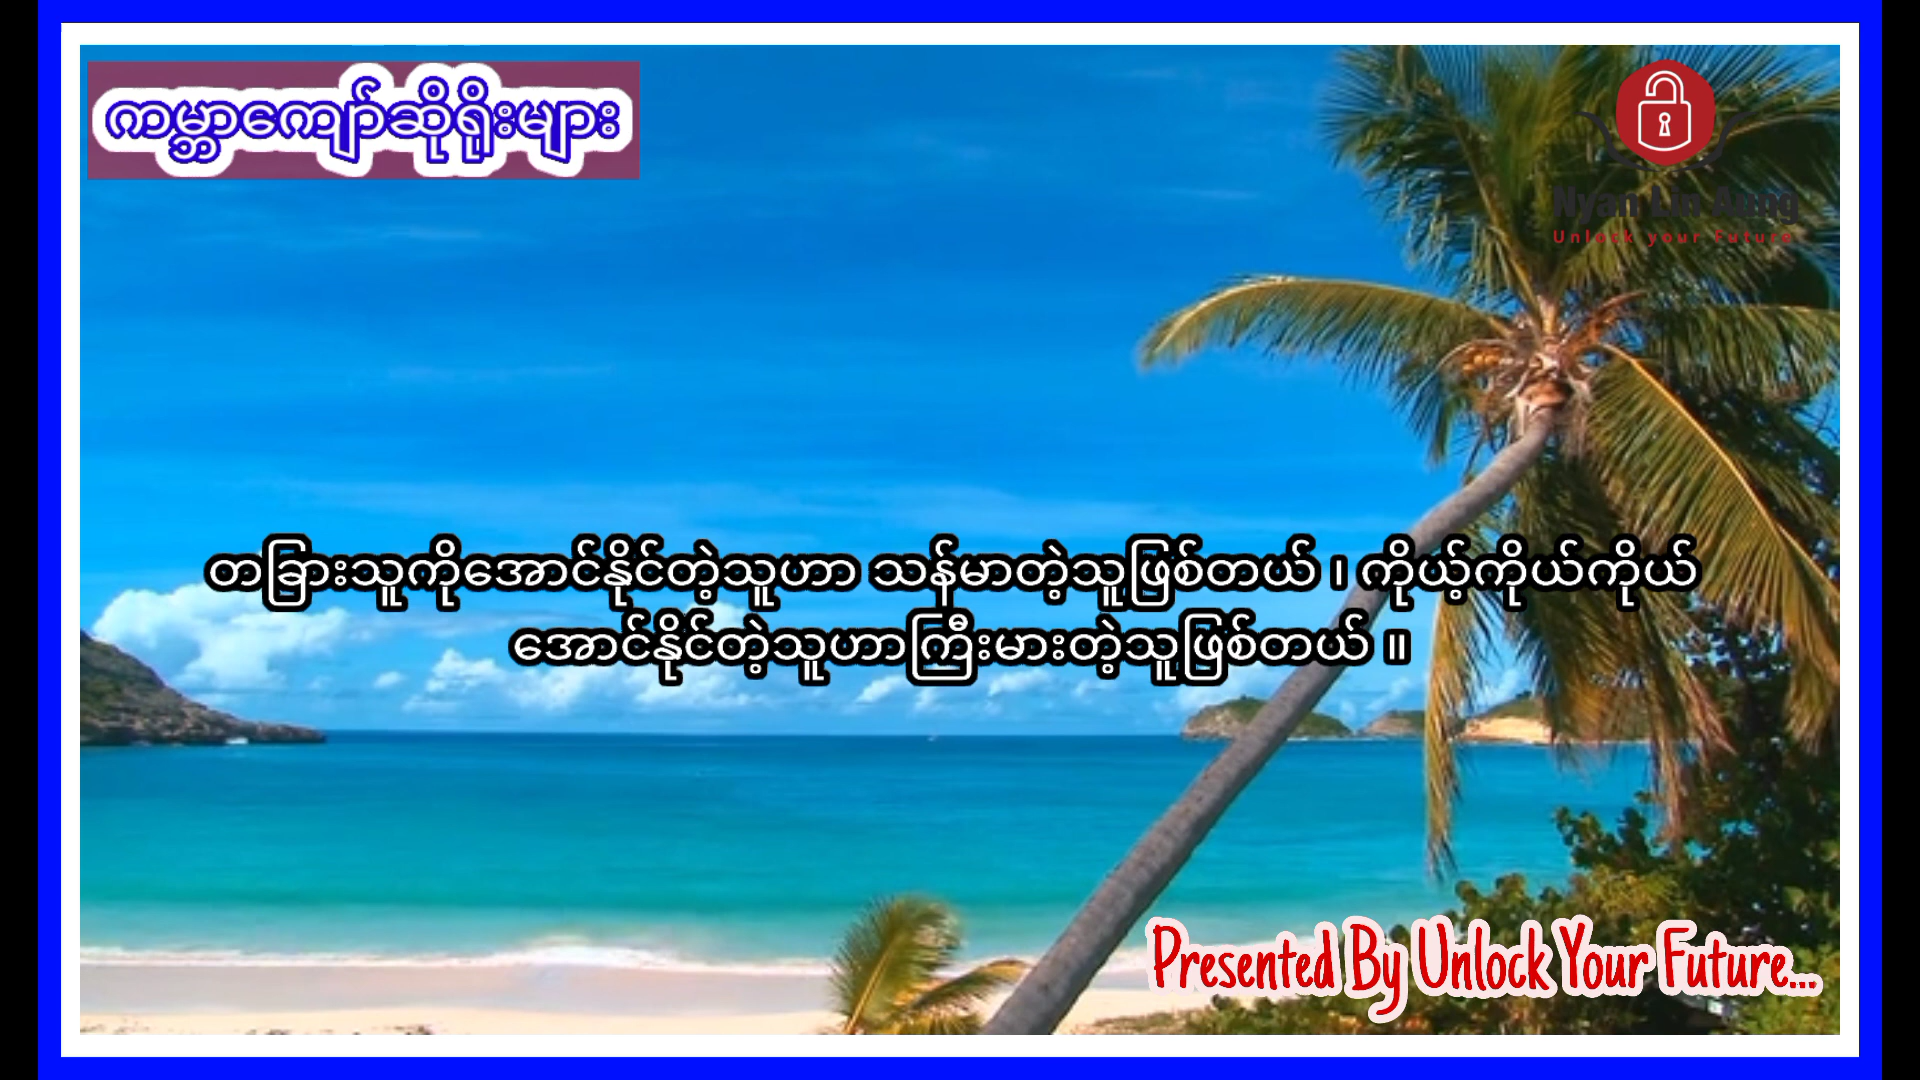 ကမ္ဘာကျော်ဆိုရိုးများ
Nyan Lin Aung
Unlock your Future
တခြားသူကိုအောင်နိုင်တဲ့သူဟာ သန်မာတဲ့သူဖြစ်တယ် ၊ ကိုယ့်ကိုယ်ကိုယ်
အောင်နိုင်တဲ့သူဟာကြီးမားတဲ့သူဖြစ်တယ် ။
Presented By Unlock Your Future...